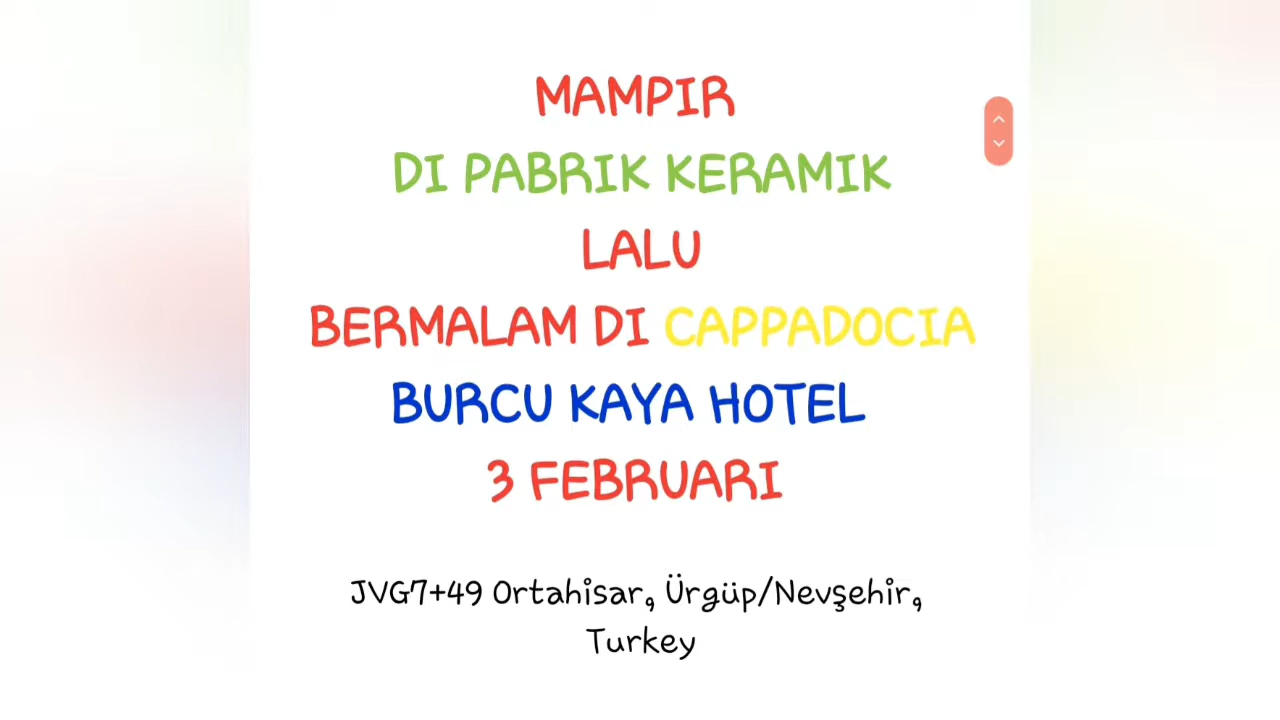 MAMPIR
DI PABRIK KERAMIK
LALU
BERMALAM DI CAPPADOCIA
BURCU KAYA HOTEL
3 FEBRUARI
JVG7+49 Ortahisar, Ürgüp/Nevşehir,
Turkey